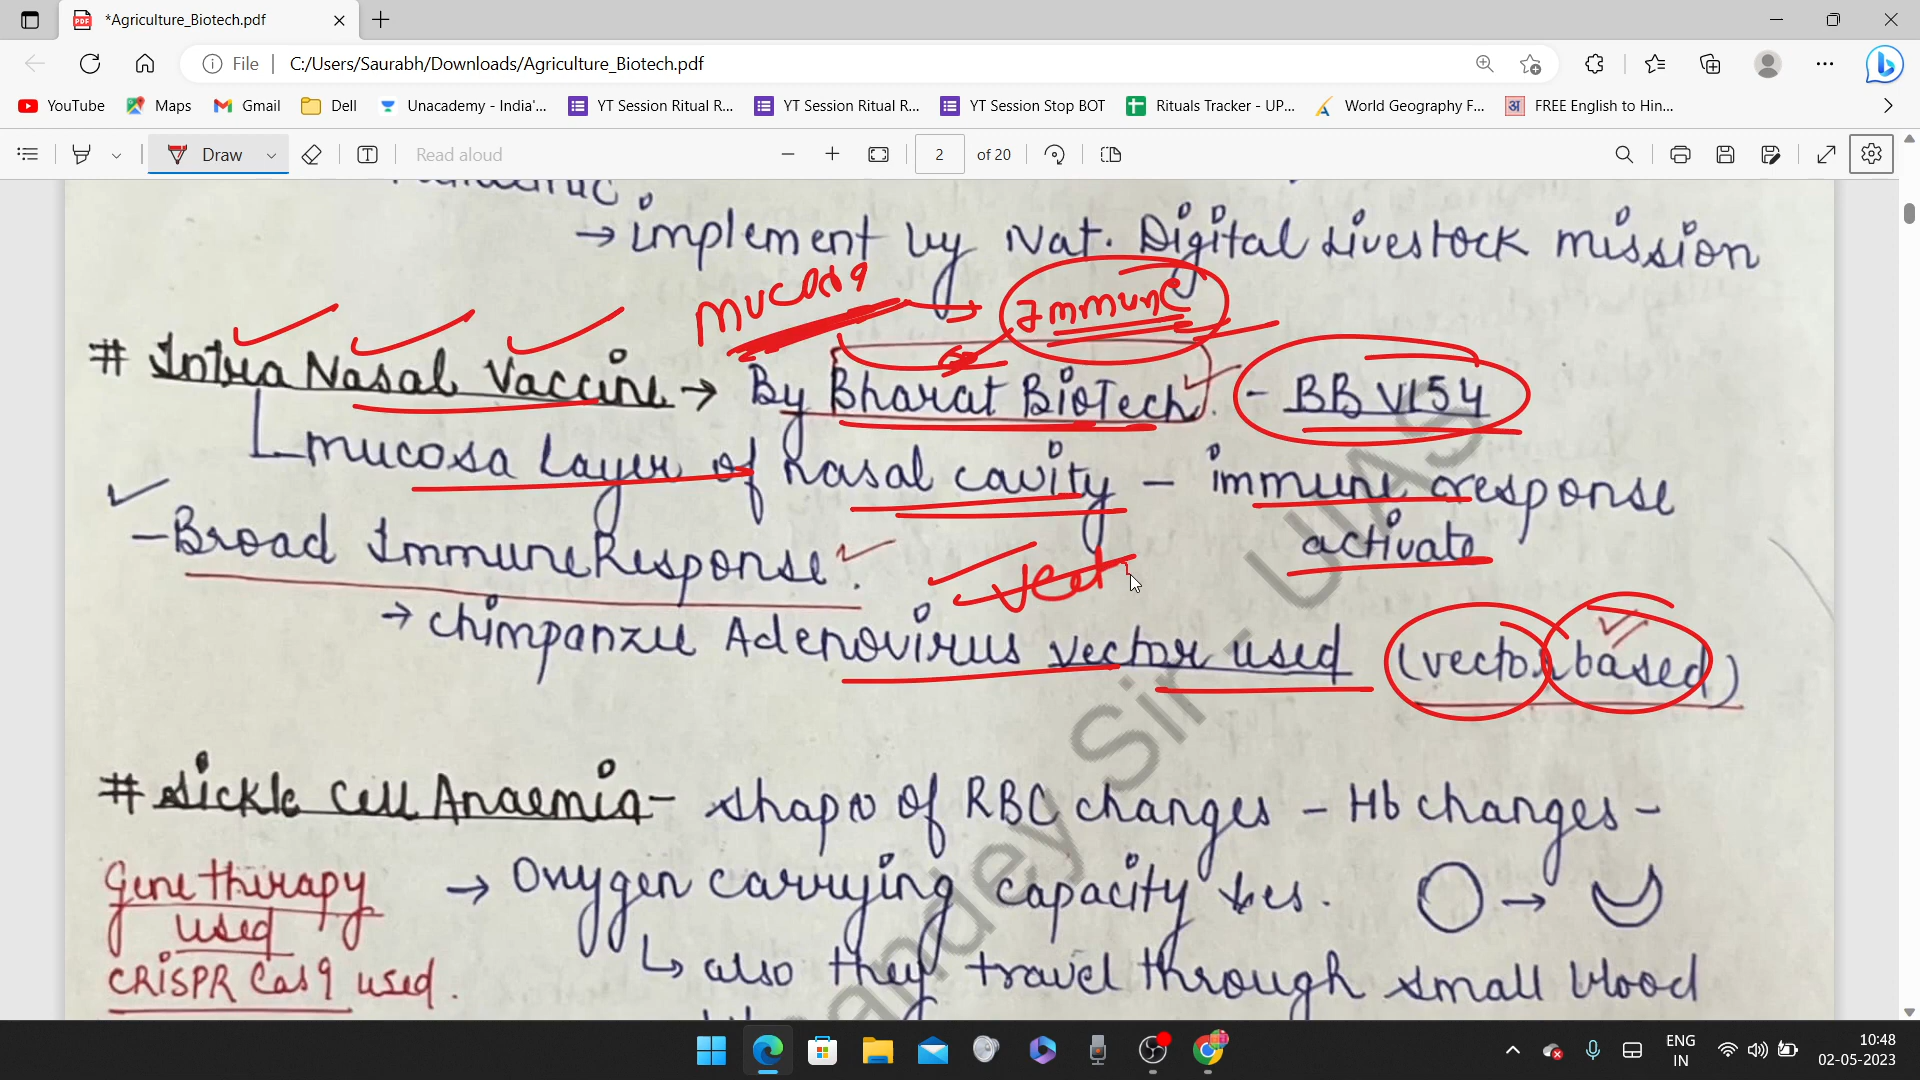 *Agriculture_Biotech.pdf
File
C:/Users/Saurabh/Downloads/Agriculture_Biotech.pdf
YouTube Maps Gmail Dell Unacademy - India'... YT Session Ritual R... YT Session Ritual R... YT Session Stop BOT Rituals Tracker - UP... World Geography F... FREE English to Hin...
Draw Read aloud 2 of 20
→ implement by Nat. Digital Livestock mission
mucosa → Immune
# Intra Nasal Vaccine → By Bharat BioTech. - BBV154
mucosa layer of nasal cavity - immune response
activate
- Broad Immune Response.
Vect
→ chimpanzee Adenovirus vector used (vector based)
# Sickle Cell Anaemia - shape of RBC changes - Hb changes -
Gene therapy → Oxygen carrying capacity
used
↳ also they travel through small blood
CRISPR Cas9 used.
Pandey Sir - UIAS
ENG
IN
10:48
02-05-2023